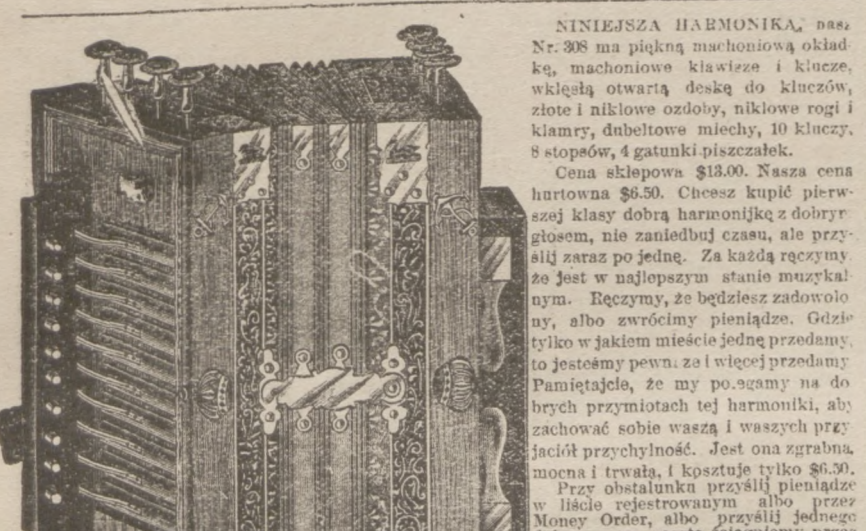 NINIEJSZA HARMONIKA, nasz
Nr. 308 ma piękną machoniową okład-
kę, machoniowe klawisze i klucze,
wklęsłą otwartą deskę do kluczów,
złote i niklowe ozdoby, niklowe rogi i
klamry, dubeltowe miechy, 10 kluczy,
8 stopsów, 4 gatunki piszczałek.
Cena sklepowa $13.00. Nasza cena
hurtowna $6.50. Chcesz kupić pierw-
szej klasy dobrą harmonijkę z dobrym
głosem, nie zaniedbuj czasu, ale przy-
ślij zaraz po jednę. Za każdą ręczymy,
że jest w najlepszym stanie muzykal-
nym. Ręczymy, że będziesz zadowolo
ny, albo zwrócimy pieniądze. Gdzie
tylko w jakiem mieście jednę przedamy,
to jesteśmy pewni że i więcej przedamy
Pamiętajcie, że my polegamy na do
brych przymiotach tej harmoniki, aby
zachować sobie waszą i waszych przy
jaciół przychylność. Jest ona zgrabna,
mocna i trwała, i kosztuje tylko $6.50.
Przy obstalunku przyślij pieniądze
w liście rejestrowanym albo przez
Money Order, albo przyślij jednego